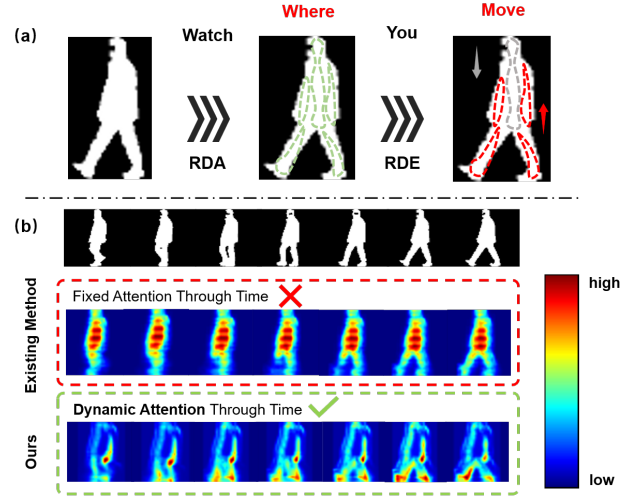 Where
You
Move
(a)
Watch
RDA
RDE
(b)
Existing Method
Fixed Attention Through Time
Ours
Dynamic Attention Through Time
high
low